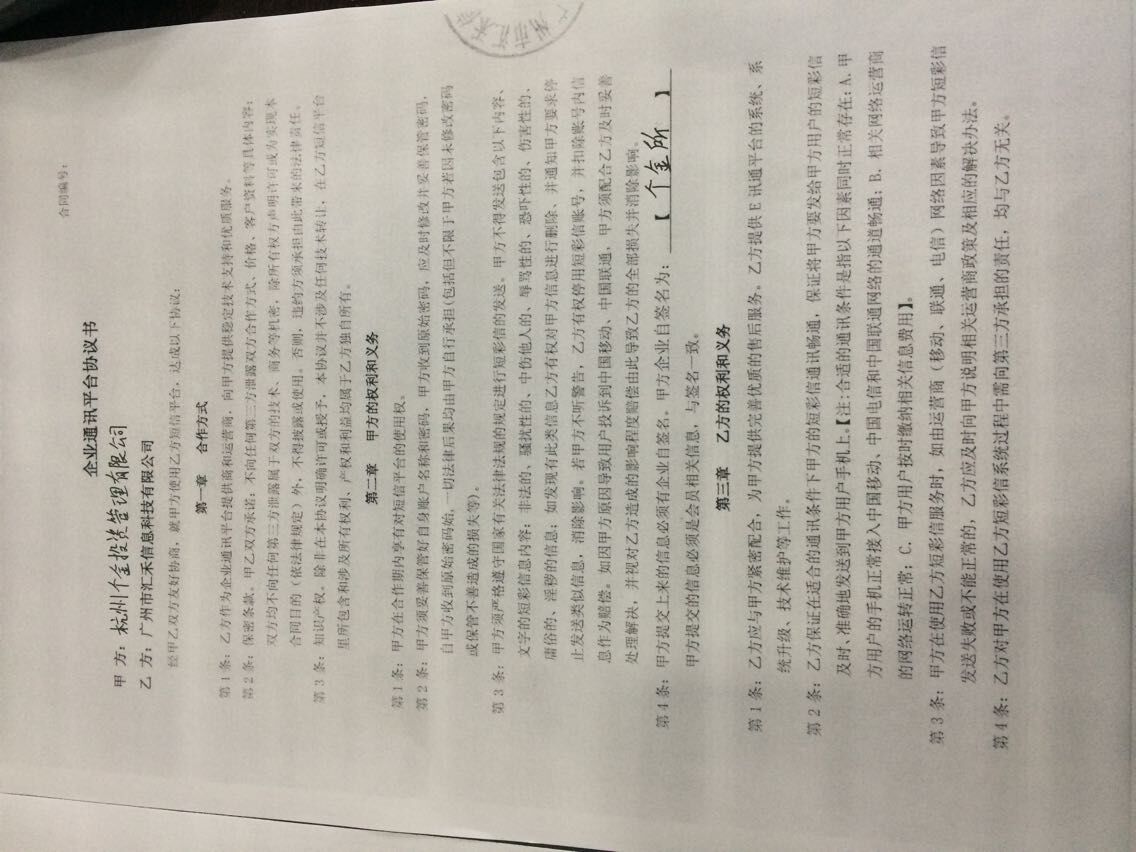 合同编号：
企业通讯平台协议书
甲 方：杭州个金投资管理有限公司
乙 方：广州市汇禾信息科技有限公司
经甲乙双方友好协商，就甲方使用乙方短信平台，达成以下协议：
第一章 合作方式
第１条：乙方作为企业通讯平台提供商和运营商，向甲方提供稳定技术支持和优质服务。
第２条：保密条款，甲乙双方承诺：不向任何第三方泄露双方合作方式、价格、客户资料等具体内容；
双方均不向任何第三方泄露属于双方的技术、商务等机密，除所有权方声明许可或为实现本
合同目的（依法律规定）外，不得披露或使用。否则，违约方须承担由此带来的法律责任。
第３条：知识产权，除非在本协议明确许可或授予，本协议并不涉及任何技术转让，在乙方短信平台
里所包含和涉及所有权利、产权和利益均属于乙方独自所有。
第二章 甲方的权利和义务
第１条：甲方在合作期内享有对短信平台的使用权。
第２条：甲方须妥善保管好自身账户名称和密码，甲方收到原始密码，应及时修改并妥善保管密码，
自甲方收到原始密码始，一切法律后果均由甲方自行承担(包括但不限于甲方若因未修改密码
或保管不善造成的损失等)。
第３条：甲方须严格遵守国家有关法律法规的规定进行短彩信的发送。甲方不得发送包含以下内容、
文字的短彩信息内容：非法的、骚扰性的、中伤他人的、辱骂性的、恐吓性的、伤害性的、
庸俗的、淫秽的信息；如发现有此类信息乙方有权对甲方信息进行删除、并通知甲方要求停
止发送类似信息，消除影响。若甲方不听警告，乙方有权停用短彩信账号，并扣除账号内信
息作为赔偿。如因甲方原因导致用户投诉到中国移动、中国联通，甲方须配合乙方及时妥善
处理解决，并视对乙方造成的影响程度赔偿由此导致乙方的全部损失并消除影响。
第４条：甲方提交上来的信息必须有企业自签名。甲方企业自签名为：【 个金所 】
甲方提交的信息必须是会员相关信息，与签名一致。
第三章 乙方的权利和义务
第１条：乙方应与甲方紧密配合，为甲方提供完善优质的售后服务。乙方提供 E 讯通平台的系统、系
统升级、技术维护等工作。
第２条：乙方保证在适合的通讯条件下甲方的短彩信通讯畅通，保证将甲方要发给甲方用户的短彩信
及时、准确地发送到甲方用户手机上。【注：合适的通讯条件是指以下因素同时正常存在：A. 甲
方用户的手机正常接入中国移动、中国电信和中国联通网络的通道畅通；B. 相关网络运营商
的网络运转正常；C. 甲方用户按时缴纳相关信息费用】。
第３条：甲方在使用乙方短彩信服务时，如由运营商（移动、联通、电信）网络因素导致甲方短彩信
发送失败或不能正常的，乙方应及时向甲方说明相关运营商政策及相应的解决办法。
第４条：乙方对甲方在使用乙方短彩信系统过程中需向第三方承担的责任，均与乙方无关。